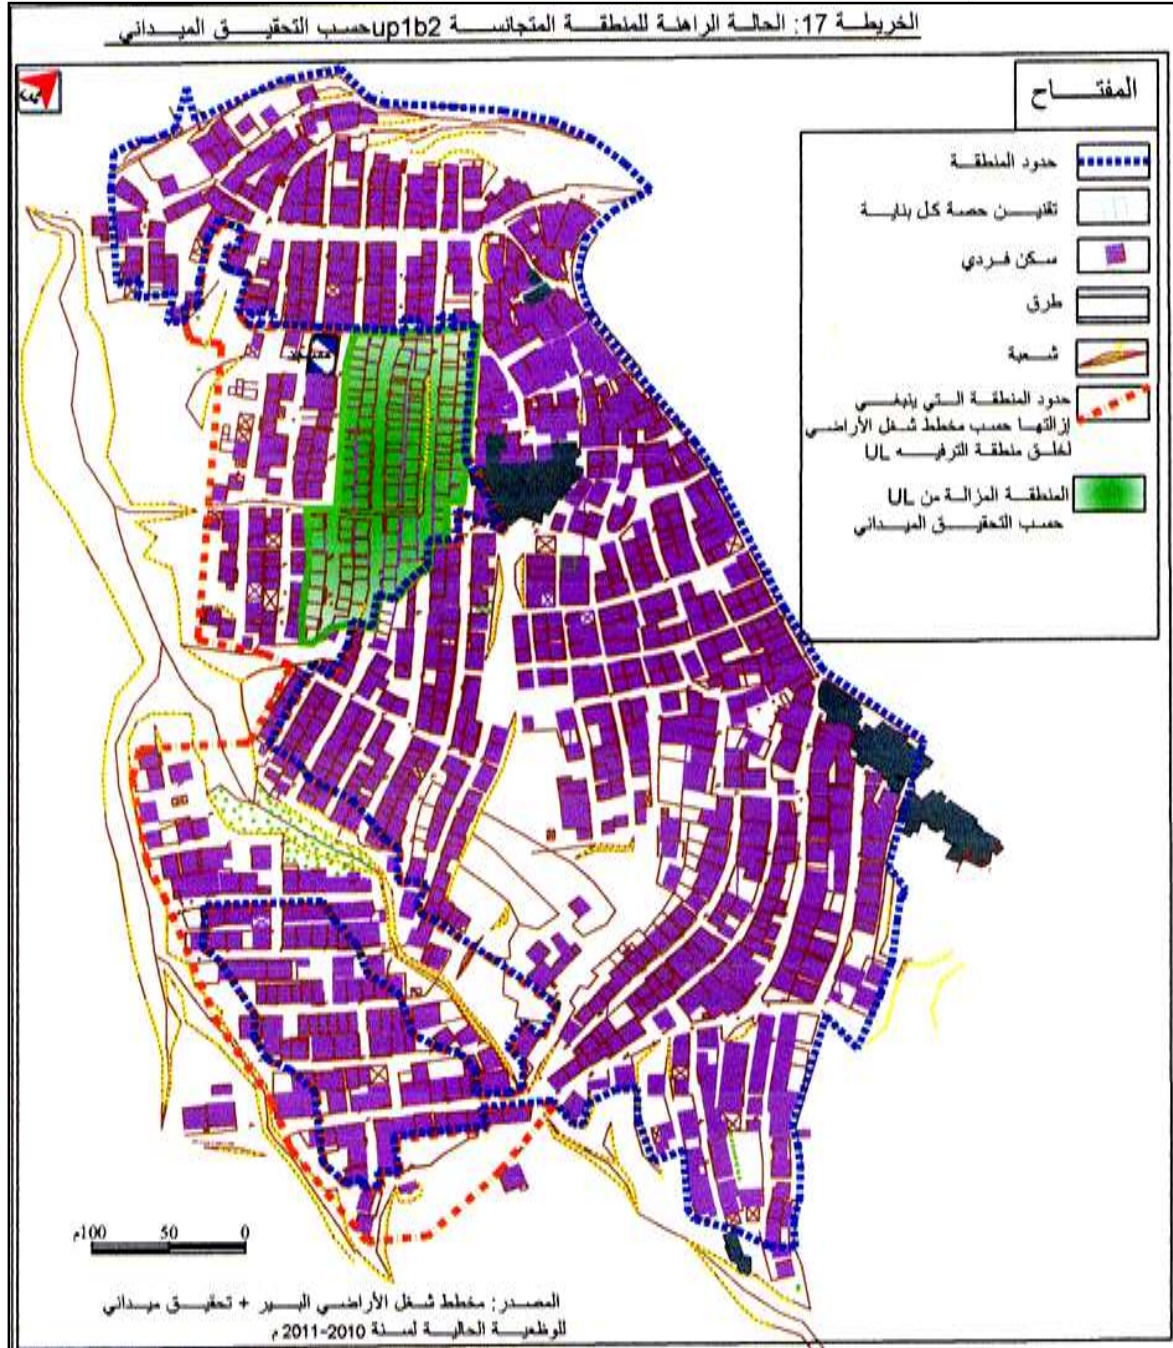 الخريطة 17: الحالة الراهنة للمنطقة المتجانسة up1b2 حسب التحقيق الميداني
المفتاح
حدود المنطقة
تقنين حصة كل بناية
سكن فردي
طرق
شعبة
حدود المنطقة التي ينبغي
إزالتها حسب مخطط شغل الأراضي
لخلق منطقة الترفيه UL
المنطقة المزالة من UL
حسب التحقيق الميداني
0 50 100م
المصدر: مخطط شغل الأراضي البير + تحقيق ميداني
للوظعية الحالية لسنة 2010-2011 م